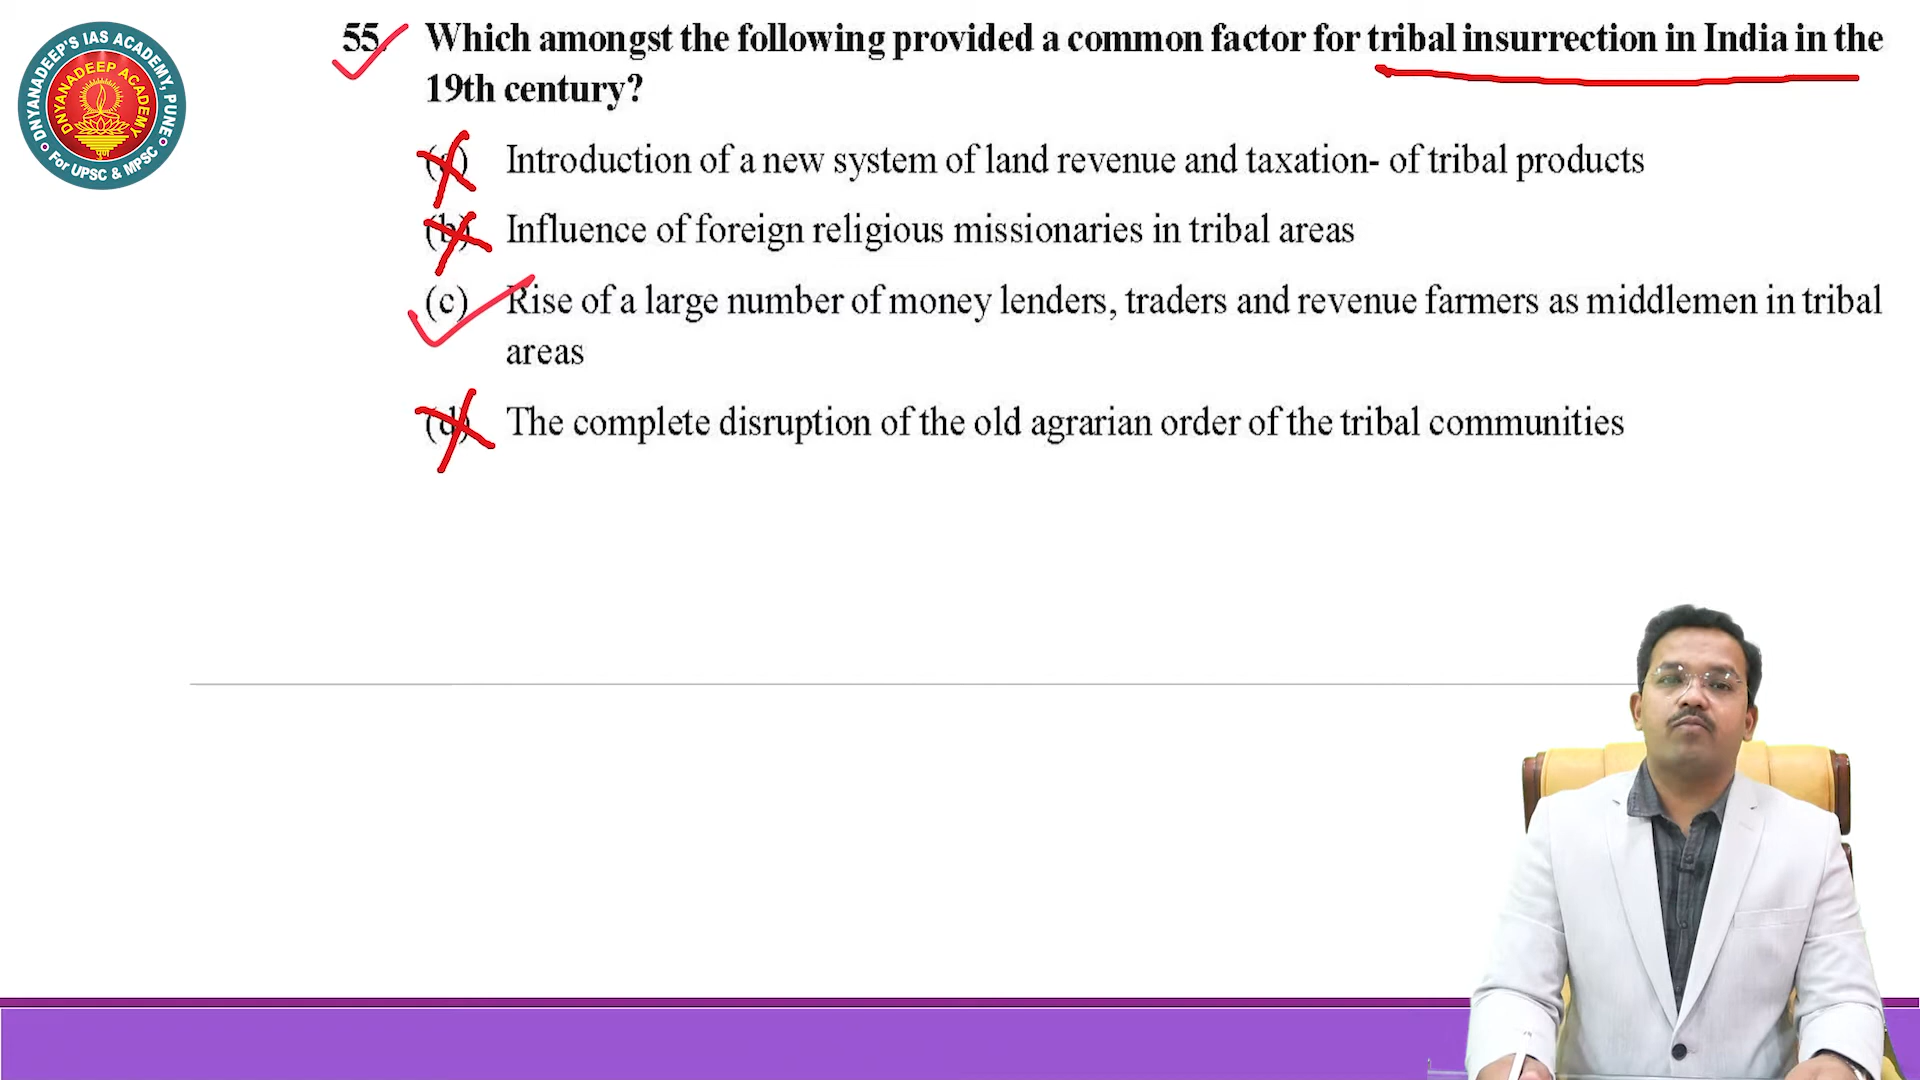 DNYANADEEP'S IAS ACADEMY, PUNE
DNYANADEEP ACADEMY
For UPSC & MPSC
55. Which amongst the following provided a common factor for tribal insurrection in India in the
19th century?
(a) Introduction of a new system of land revenue and taxation- of tribal products
(b) Influence of foreign religious missionaries in tribal areas
(c) Rise of a large number of money lenders, traders and revenue farmers as middlemen in tribal
areas
(d) The complete disruption of the old agrarian order of the tribal communities